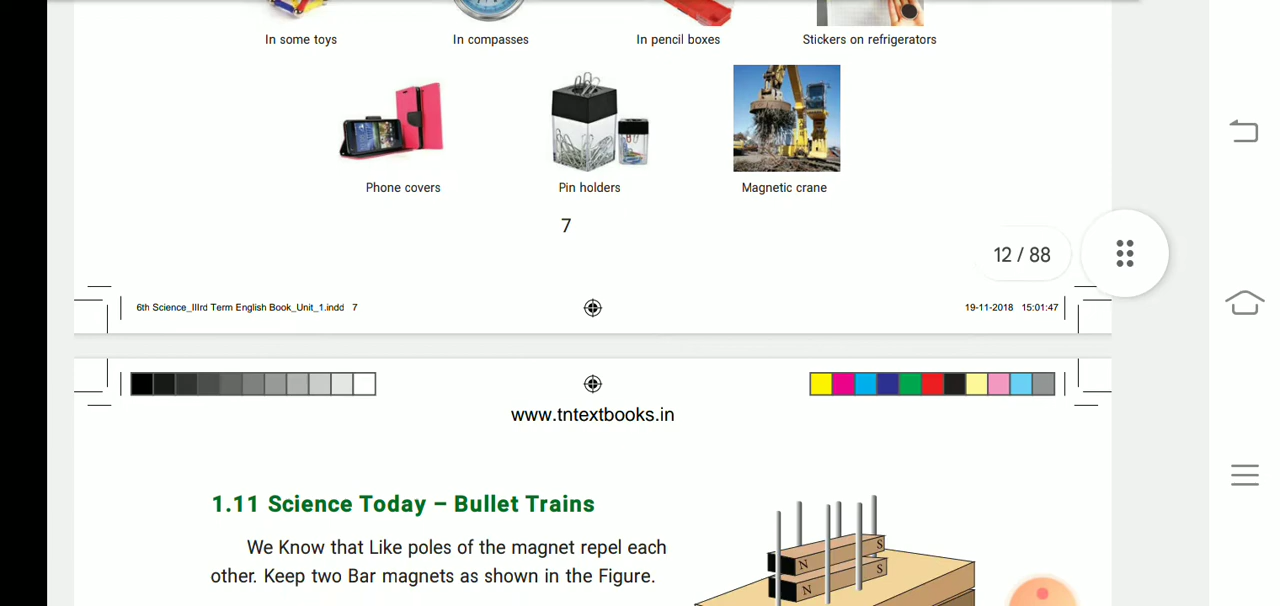 In some toys In compasses In pencil boxes Stickers on refrigerators
Phone covers Pin holders Magnetic crane
7
12 / 88
6th Science_IIIrd Term English Book_Unit_1.indd 7 19-11-2018 15:01:47
www.tntextbooks.in
1.11 Science Today – Bullet Trains
We Know that Like poles of the magnet repel each
other. Keep two Bar magnets as shown in the Figure.
N S
N S